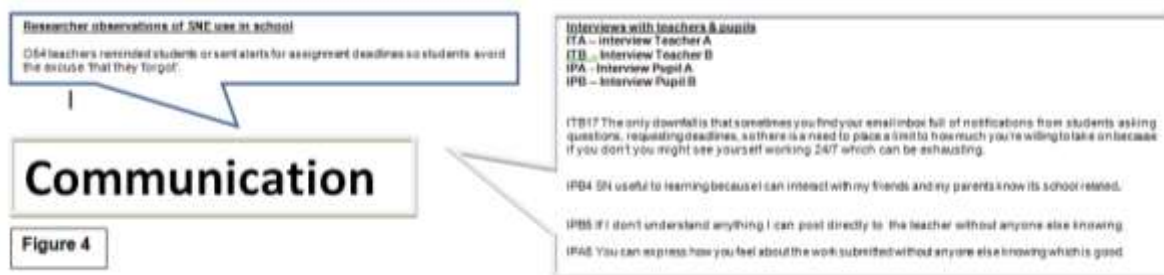 Researcher observations of SNE use in school
OS4 teachers reminded students or sent alerts for assignment deadlines so students avoid
the excuse 'that they forgot'.
Communication
Figure 4
Interviews with teachers & pupils
ITA – interview Teacher A
ITB – Interview Teacher B
IPA - Interview Pupil A
IPB – Interview Pupil B
ITB17 The only downfall is that sometimes you find your email inbox full of notifications from students asking
questions, requesting deadlines, so there is a need to place a limit to how much you're willing to take on because
if you don't you might see yourself working 24/7 which can be exhausting.
IPB4 SN useful to learning because I can interact with my friends and my parents know its school related.
IPB5 If I don't understand anything I can post directly to the teacher without anyone else knowing
IPA6 You can express how you feel about the work submitted without anyone else knowing which is good